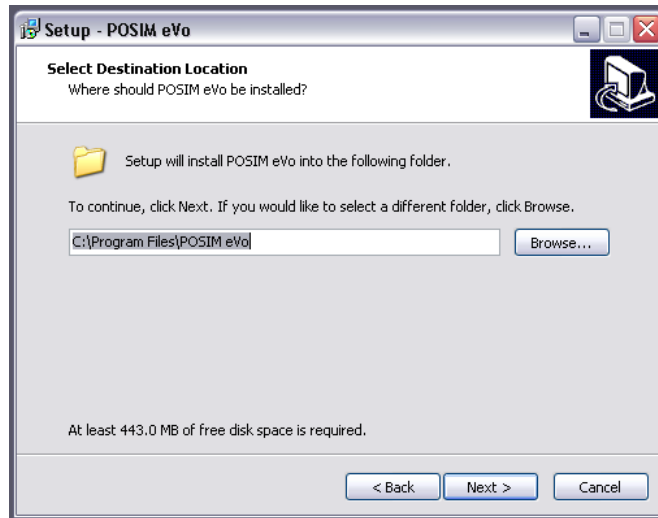 Setup - POSIM eVo
Select Destination Location
Where should POSIM eVo be installed?
Setup will install POSIM eVo into the following folder.
To continue, click Next. If you would like to select a different folder, click Browse.
C:\Program Files\POSIM eVo
Browse...
At least 443.0 MB of free disk space is required.
< Back
Next >
Cancel